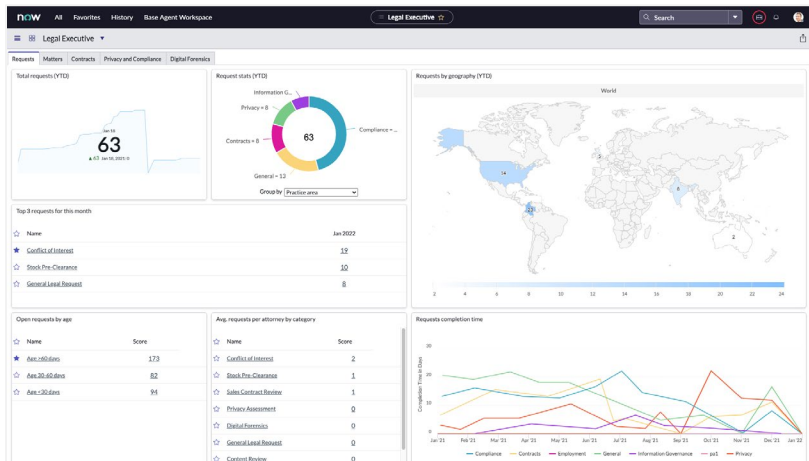 now All Favorites History Base Agent Workspace Legal Executive Search
Legal Executive
Requests Matters Contracts Privacy and Compliance Digital Forensics
Total requests (YTD)
Jan 10
63
▲ 63 Jan 10, 2021: 0
Request stats (YTD)
Information G...
Privacy = 8
Contracts = 8
General = 13
Compliance = ...
63
Group by Practice area
Requests by geography (YTD)
World
5
2
2 4 6 8 10 12 14 16 18 20 22 24
Top 3 requests for this month
Name Jan 2022
Conflict of Interest 19
Stock Pre-Clearance 10
General Legal Request 8
Open requests by age
Name Score
Age >60 days 173
Age 30-60 days 82
Age <30 days 94
Avg. requests per attorney by category
Name Score
Conflict of Interest 2
Stock Pre-Clearance 1
Sales Contract Review 1
Privacy Assessment 0
Digital Forensics 0
General Legal Request 0
Content Review 0
Requests completion time
Completion Time in Days
30
20
10
0
Jan '21 Feb '21 Mar '21 Apr '21 May '21 Jun '21 Jul '21 Aug '21 Sep '21 Oct '21 Nov '21 Dec '21 Jan '22
Compliance Contracts Employment General Information Governance pa1 Privacy